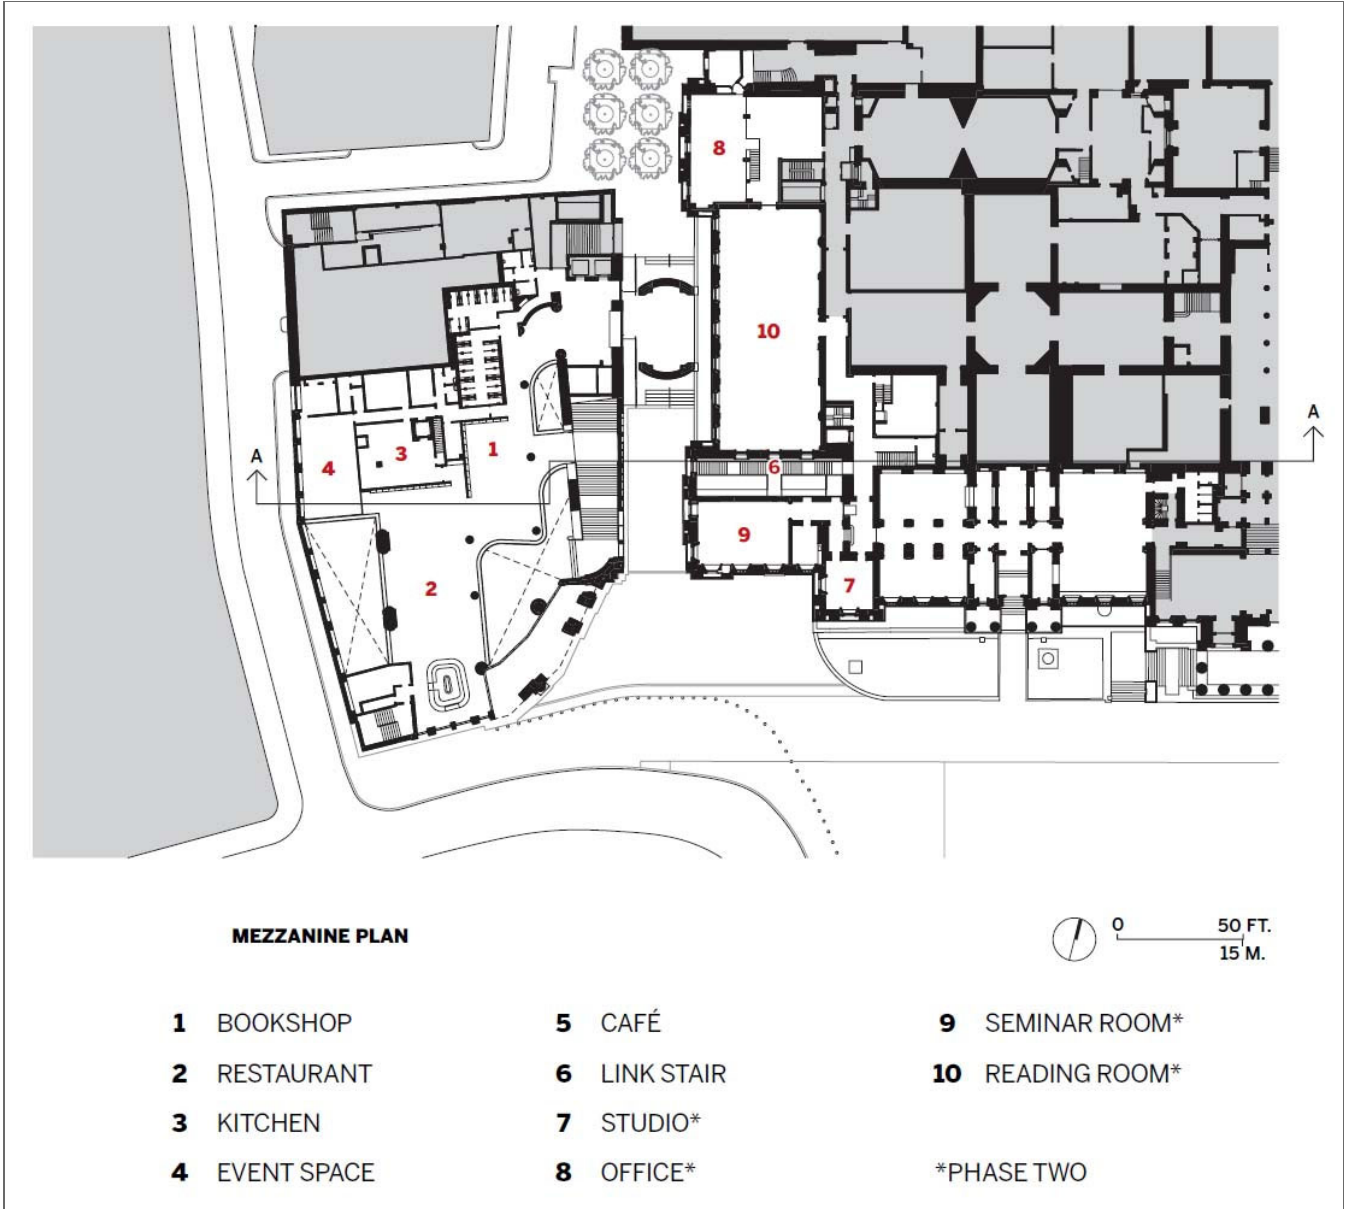 8
10
A
A
1
3
4
6
9
2
7
MEZZANINE PLAN
0 50 FT.
15 M.
1 BOOKSHOP
2 RESTAURANT
3 KITCHEN
4 EVENT SPACE
5 CAFÉ
6 LINK STAIR
7 STUDIO*
8 OFFICE*
9 SEMINAR ROOM*
10 READING ROOM*
*PHASE TWO